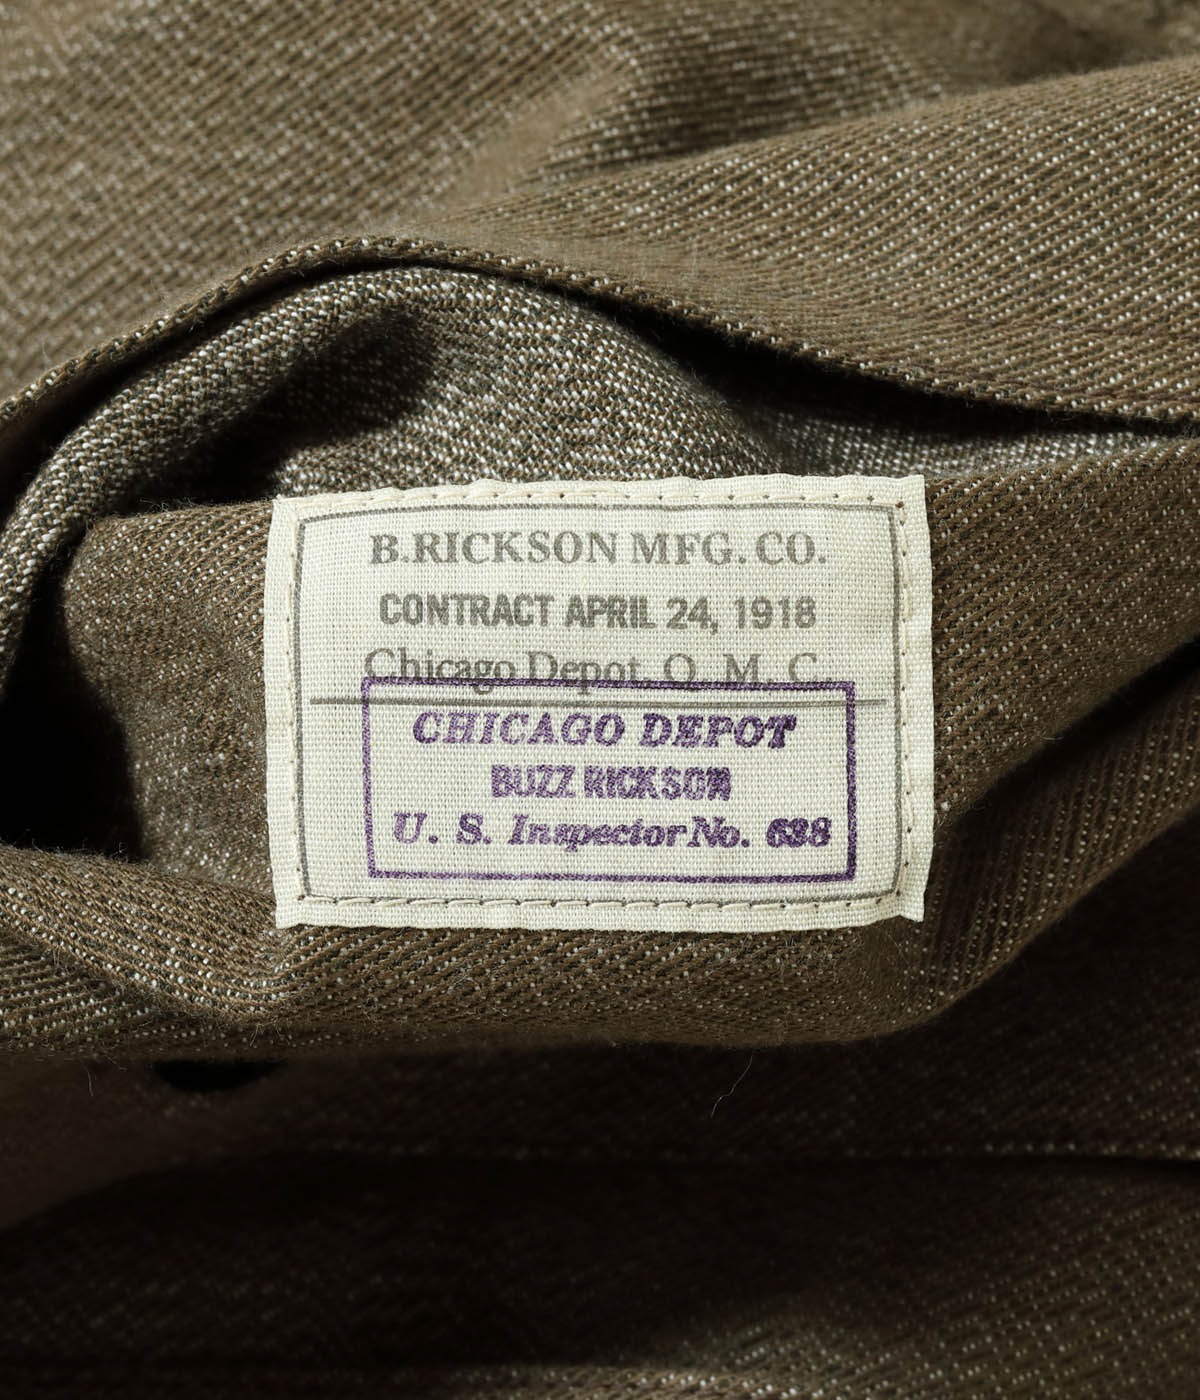 B.RICKSON MFG. CO.
CONTRACT APRIL 24, 1918
Chicago Depot, Q. M. C.
CHICAGO DEPOT
BUZZ RICKSON
U. S. Inspector No. 638